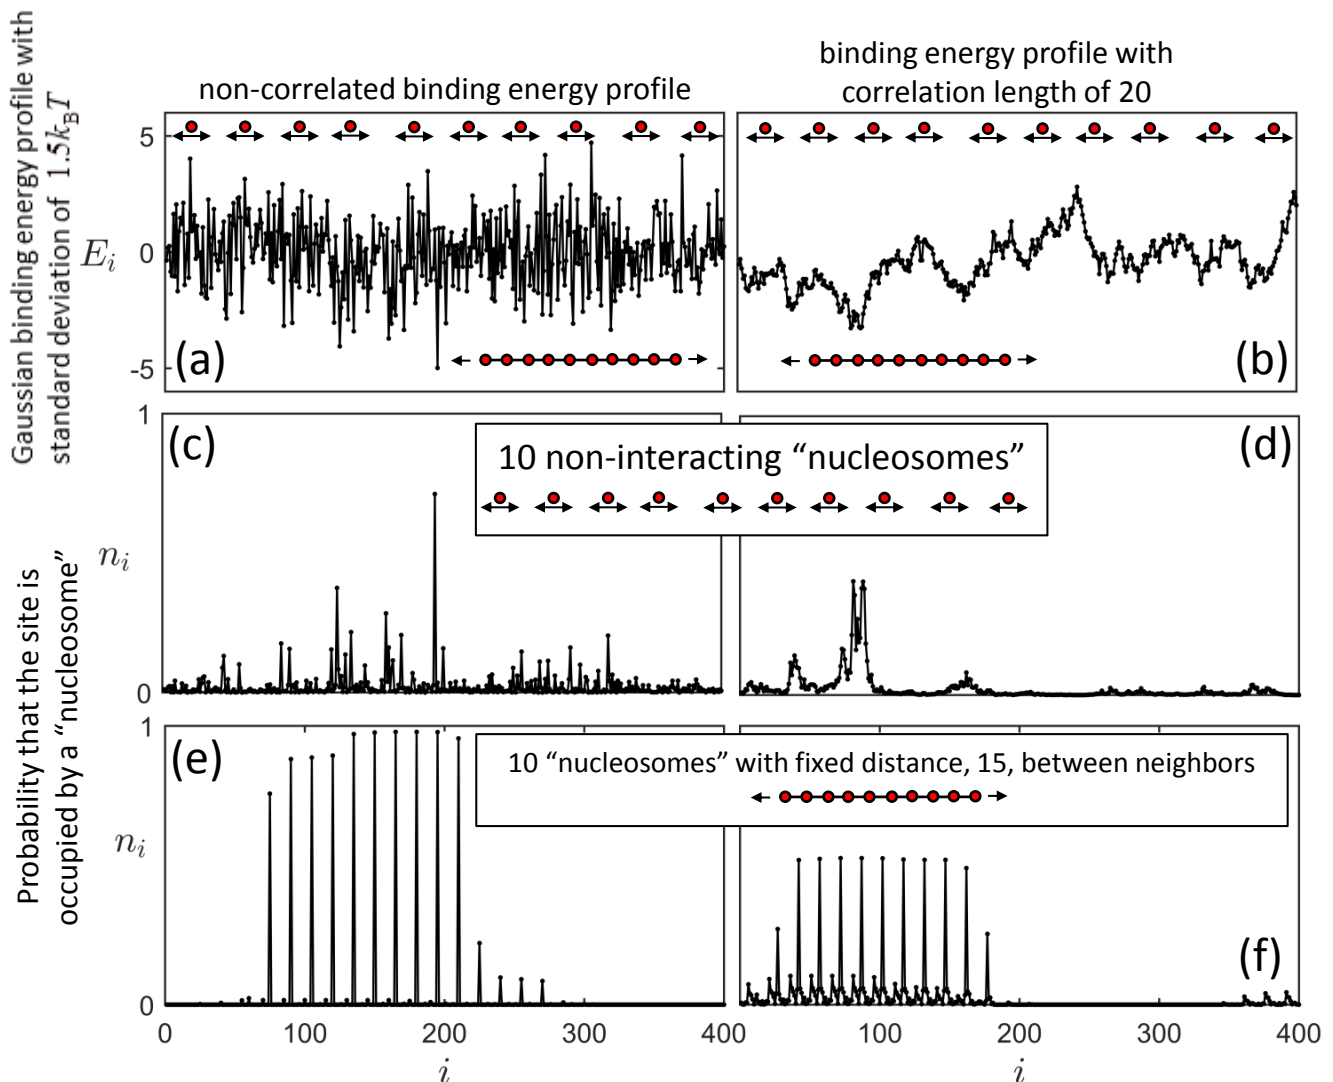 Gaussian binding energy profile with
standard deviation of 1.5k_BT
non-correlated binding energy profile
binding energy profile with
correlation length of 20
5
E_i
0
-5
(a)
(b)
1
(c)
(d)
10 non-interacting “nucleosomes”
n_i
0
Probability that the site is
occupied by a “nucleosome”
1
(e)
10 “nucleosomes” with fixed distance, 15, between neighbors
n_i
(f)
0
0
100
200
300
400
100
200
300
400
i
i